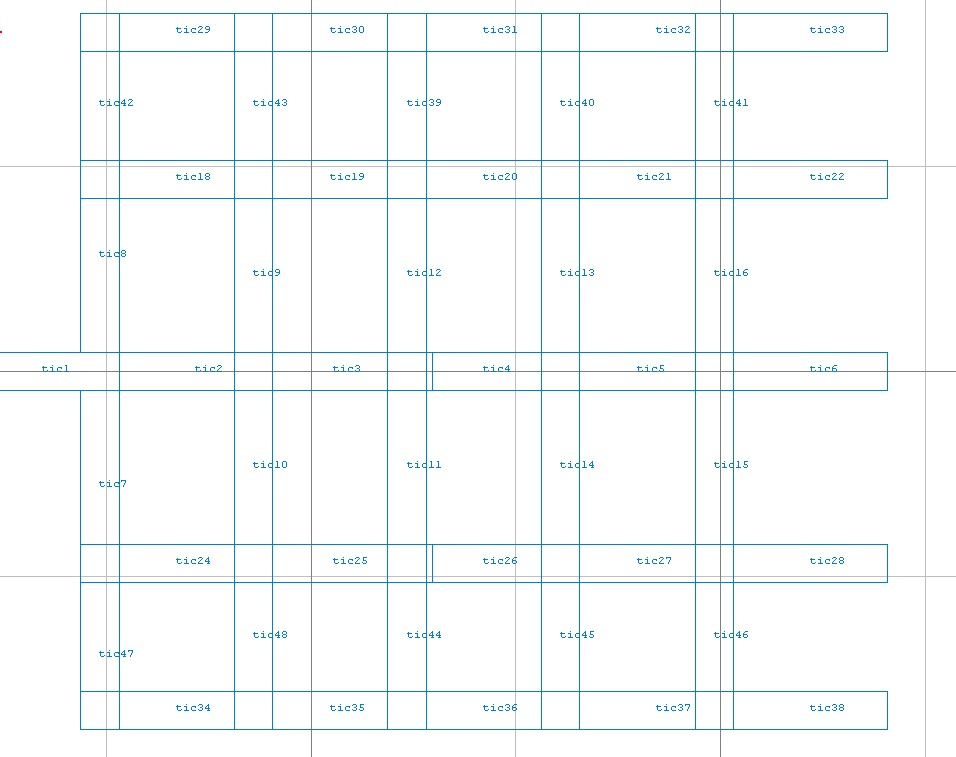 tic29 tic30 tic31 tic32 tic33
tic42 tic43 tic39 tic40 tic41
tic18 tic19 tic20 tic21 tic22
tic8
tic9 tic12 tic13 tic16
tic1 tic2 tic3 tic4 tic5 tic6
tic10 tic11 tic14 tic15
tic7
tic24 tic25 tic26 tic27 tic28
tic48 tic44 tic45 tic46
tic47
tic34 tic35 tic36 tic37 tic38